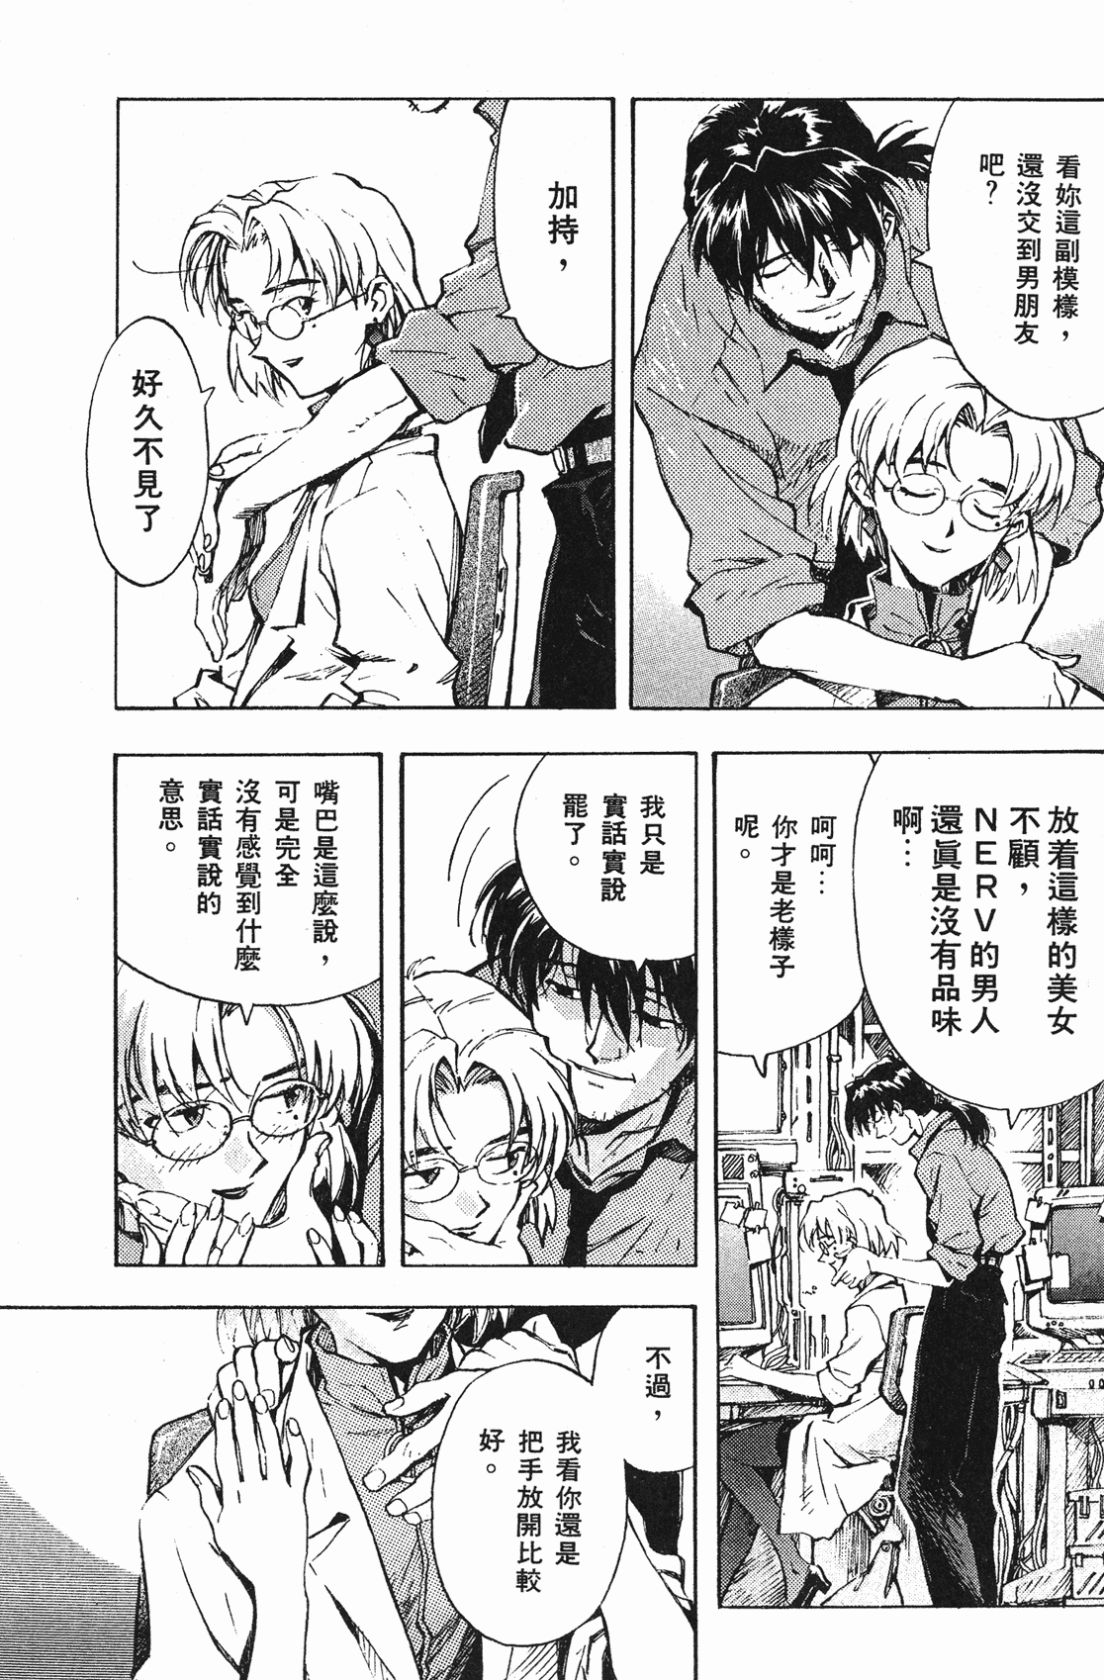 加持，
好久不見了
看妳這副模樣，
還沒交到男朋友
吧？
放着這樣的美女
不顧，
NERV的男人
還眞是沒有品味
啊…
呵呵…
你才是老樣子
呢。
我只是
實話實說
罷了。
嘴巴是這麼說，
可是完全
沒有感覺到什麼
實話實說的
意思。
不過，
我看你還是
把手放開比較
好。